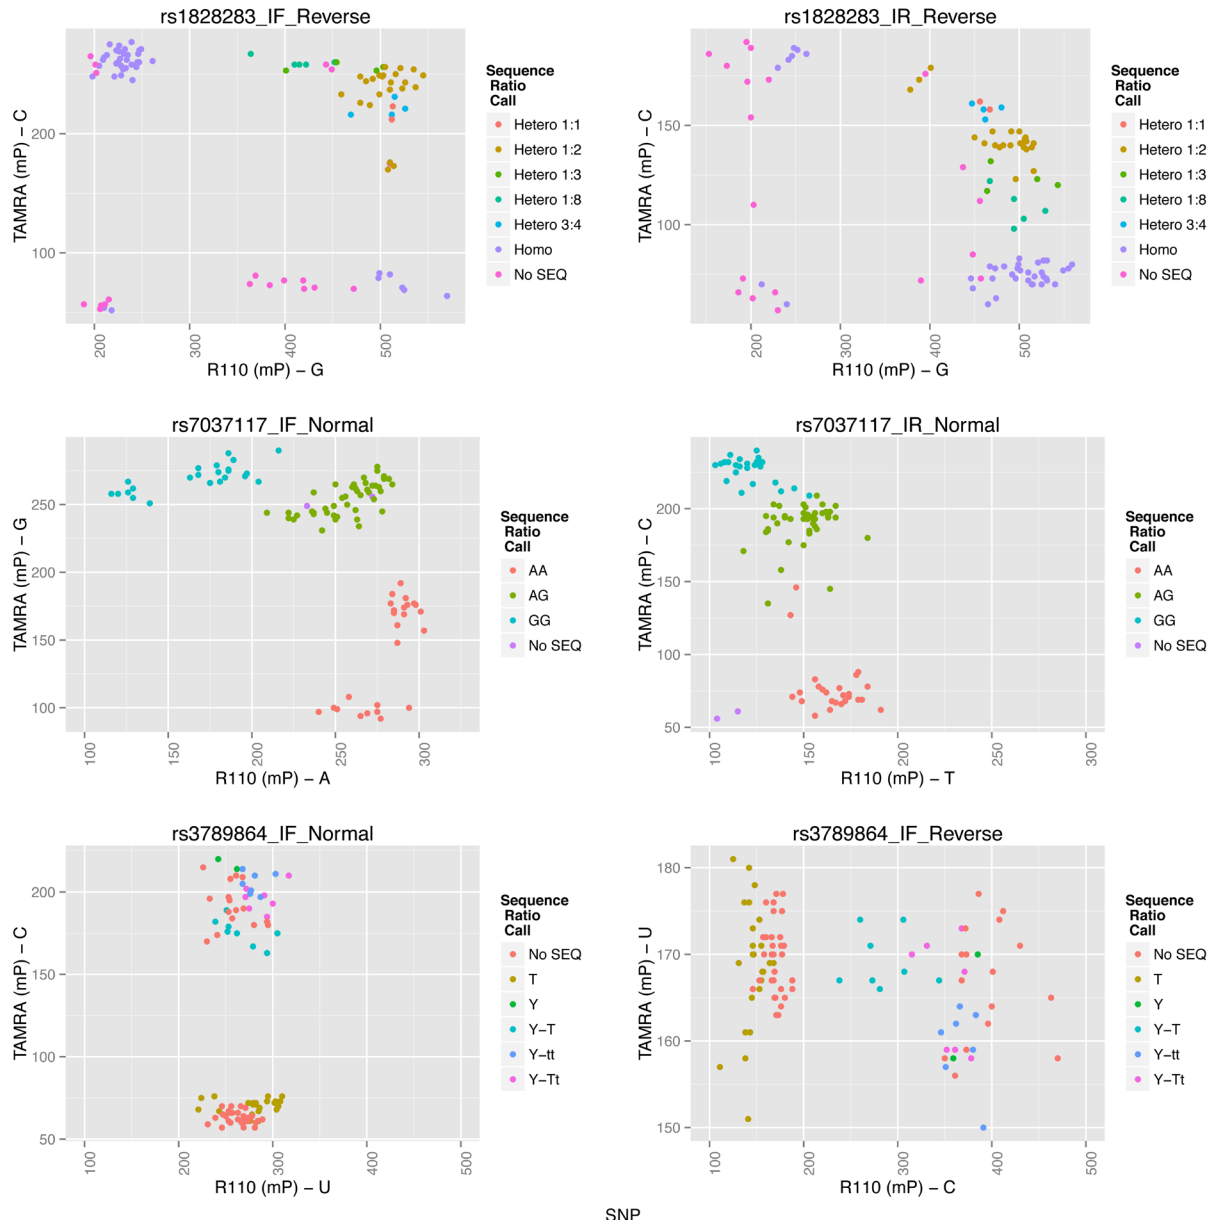 rs1828283_IF_Reverse
TAMRA (mP) − C
200
100
200
300
400
500
R110 (mP) − G
Sequence
Ratio
Call
Hetero 1:1
Hetero 1:2
Hetero 1:3
Hetero 1:8
Hetero 3:4
Homo
No SEQ
rs1828283_IR_Reverse
TAMRA (mP) − C
150
100
200
300
400
500
R110 (mP) − G
Sequence
Ratio
Call
Hetero 1:1
Hetero 1:2
Hetero 1:3
Hetero 1:8
Hetero 3:4
Homo
No SEQ
rs7037117_IF_Normal
TAMRA (mP) − G
250
200
150
100
100
150
200
250
300
R110 (mP) − A
Sequence
Ratio
Call
AA
AG
GG
No SEQ
rs7037117_IR_Normal
TAMRA (mP) − C
200
150
100
50
100
150
200
250
300
R110 (mP) − T
Sequence
Ratio
Call
AA
AG
GG
No SEQ
rs3789864_IF_Normal
TAMRA (mP) − C
200
150
100
50
100
200
300
400
500
R110 (mP) − U
Sequence
Ratio
Call
No SEQ
T
Y
Y−T
Y−tt
Y−Tt
rs3789864_IF_Reverse
TAMRA (mP) − U
180
170
160
150
100
200
300
400
500
R110 (mP) − C
Sequence
Ratio
Call
No SEQ
T
Y
Y−T
Y−tt
Y−Tt
SNP